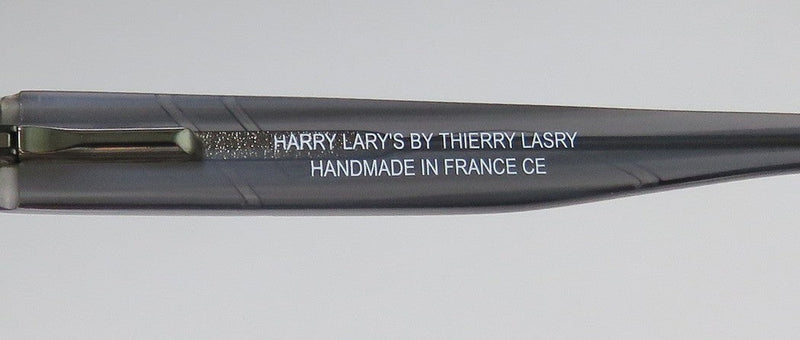 HARRY LARY'S BY THIERRY LASRY
HANDMADE IN FRANCE CE